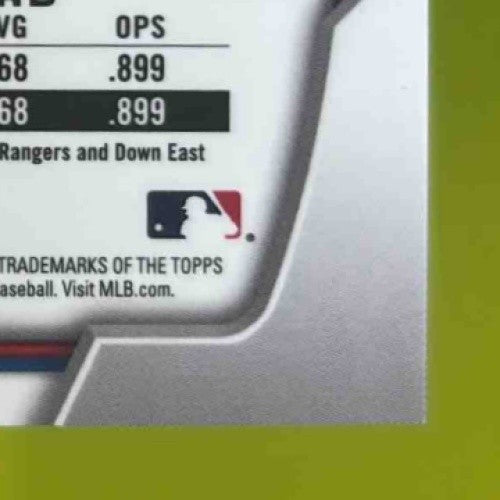 VG OPS
68 .899
68 .899
Rangers and Down East
TRADEMARKS OF THE TOPPS
aseball. Visit MLB.com.